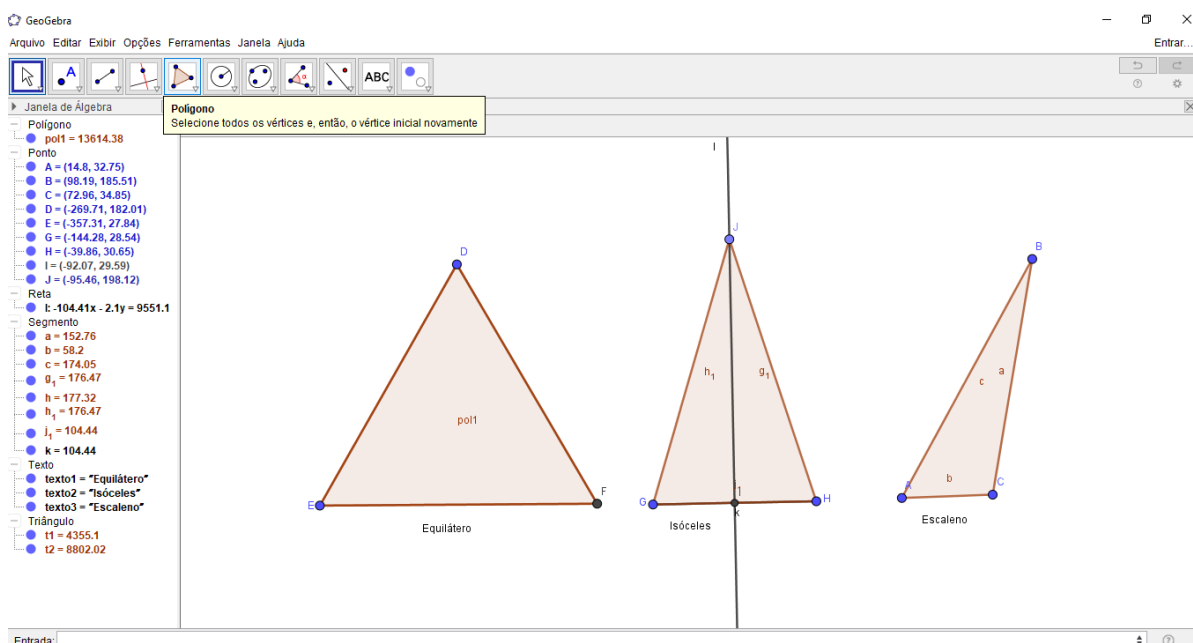 GeoGebra
Arquivo Editar Exibir Opções Ferramentas Janela Ajuda
Entrar...
A
α
ABC
Janela de Álgebra
Polígono
Selecione todos os vértices e, então, o vértice inicial novamente
Polígono
pol1 = 13614.38
Ponto
A = (14.8, 32.75)
B = (98.19, 185.51)
C = (72.96, 34.85)
D = (-269.71, 182.01)
E = (-357.31, 27.84)
G = (-144.28, 28.54)
H = (-39.86, 30.65)
I = (-92.07, 29.59)
J = (-95.46, 198.12)
Reta
l: -104.41x - 2.1y = 9551.1
Segmento
a = 152.76
b = 58.2
c = 174.05
g₁ = 176.47
h = 177.32
h₁ = 176.47
j₁ = 104.44
k = 104.44
Texto
texto1 = "Equilátero"
texto2 = "Isóceles"
texto3 = "Escaleno"
Triângulo
t1 = 4355.1
t2 = 8802.02
D
pol1
E
F
Equilátero
l
J
h₁
g₁
G
H
k
Isóceles
B
a
c
b
A
C
Escaleno
Entrada: